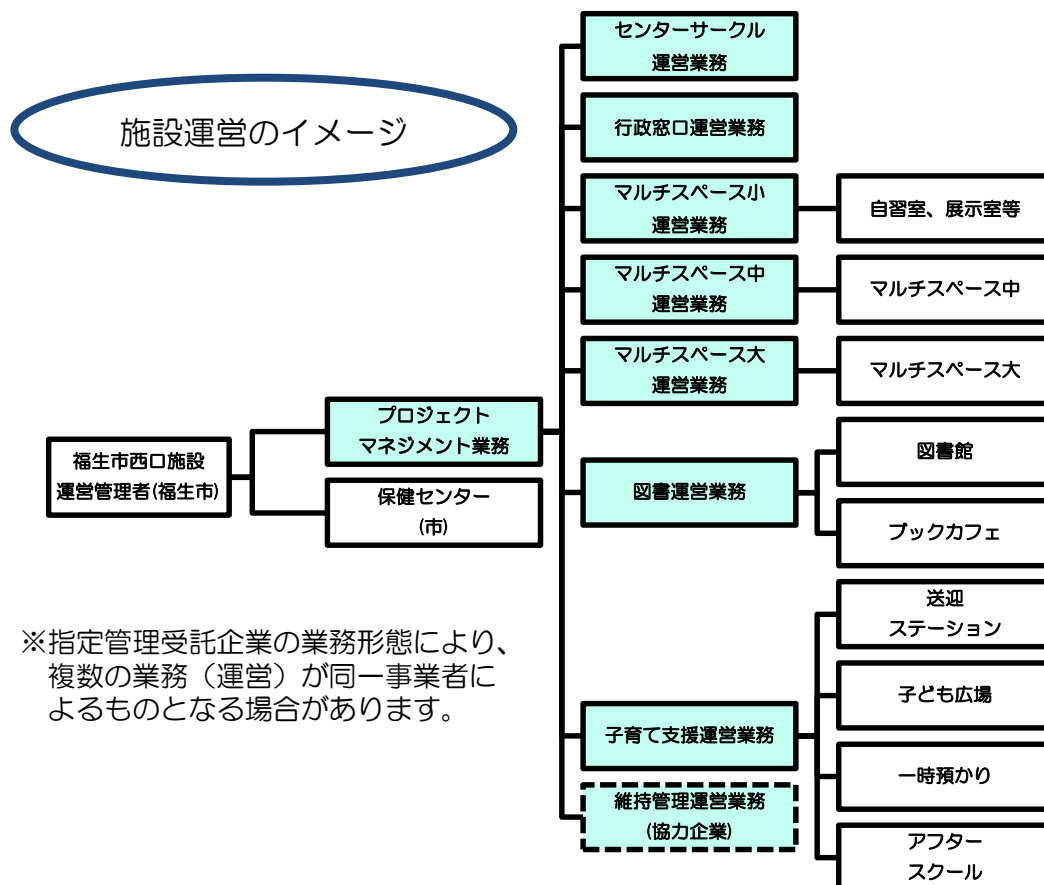 施設運営のイメージ
福生市西口施設
運営管理者(福生市)
プロジェクト
マネジメント業務
保健センター
(市)
センターサークル
運営業務
行政窓口運営業務
マルチスペース小
運営業務
自習室、展示室等
マルチスペース中
運営業務
マルチスペース中
マルチスペース大
運営業務
マルチスペース大
図書運営業務
図書館
ブックカフェ
子育て支援運営業務
送迎
ステーション
子ども広場
一時預かり
アフター
スクール
維持管理運営業務
(協力企業)
※指定管理受託企業の業務形態により、
複数の業務（運営）が同一事業者に
よるものとなる場合があります。